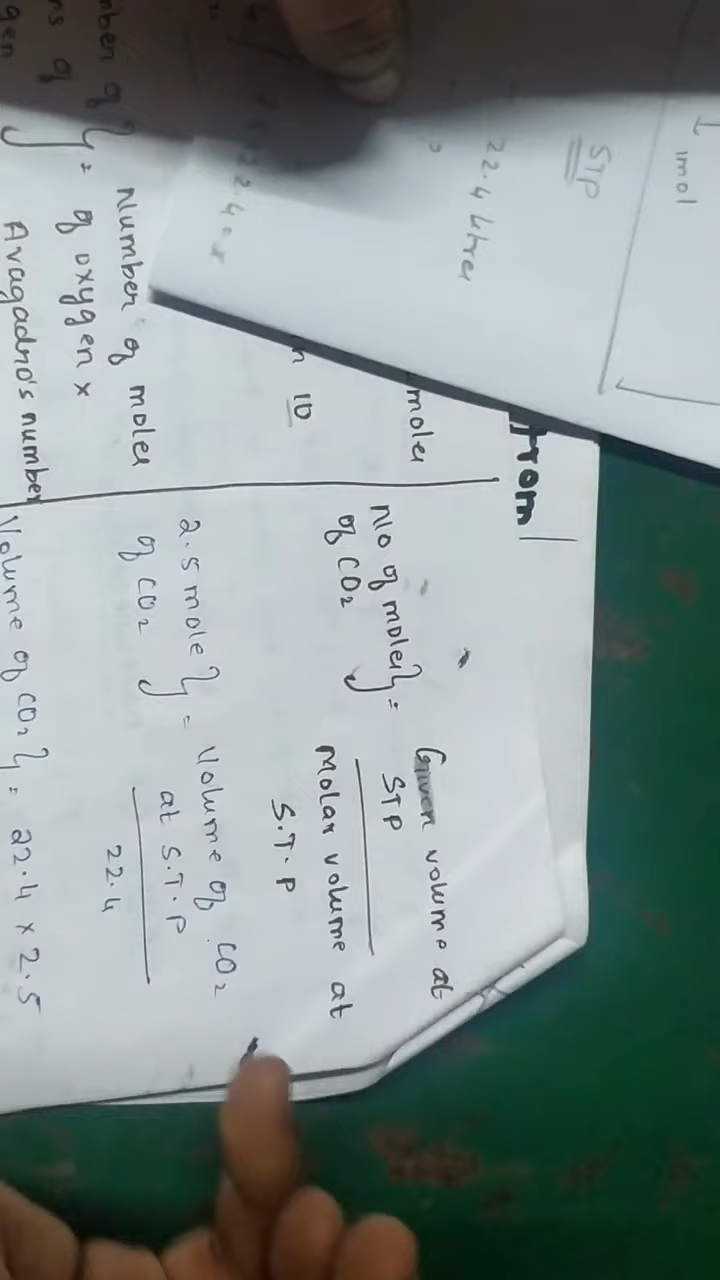 1 mol
STP
22.4 litres
from
moles
10
Number of moles
of oxygen x
Avagadro's number
No of moles} =
of CO2
Given volume at
STP
Molar volume at
S.T.P
2.5 mole} =
of CO2
Volume of CO2
at S.T.P
22.4
Volume of CO2} = 22.4 x 2.5